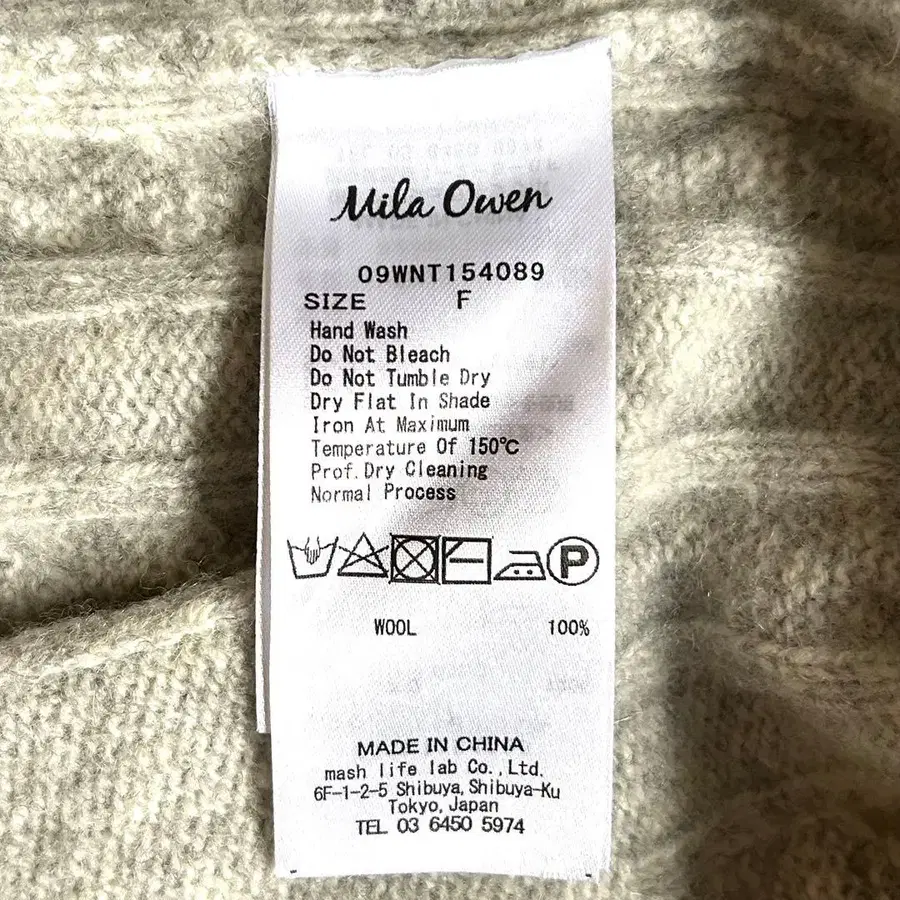 Mila Owen
09WNT154089
SIZE F
Hand Wash
Do Not Bleach
Do Not Tumble Dry
Dry Flat In Shade
Iron At Maximum
Temperature Of 150℃
Prof.Dry Cleaning
Normal Process
P
WOOL 100%
MADE IN CHINA
mash life lab Co.,Ltd.
6F-1-2-5 Shibuya, Shibuya-Ku
Tokyo, Japan
TEL 03 6450 5974